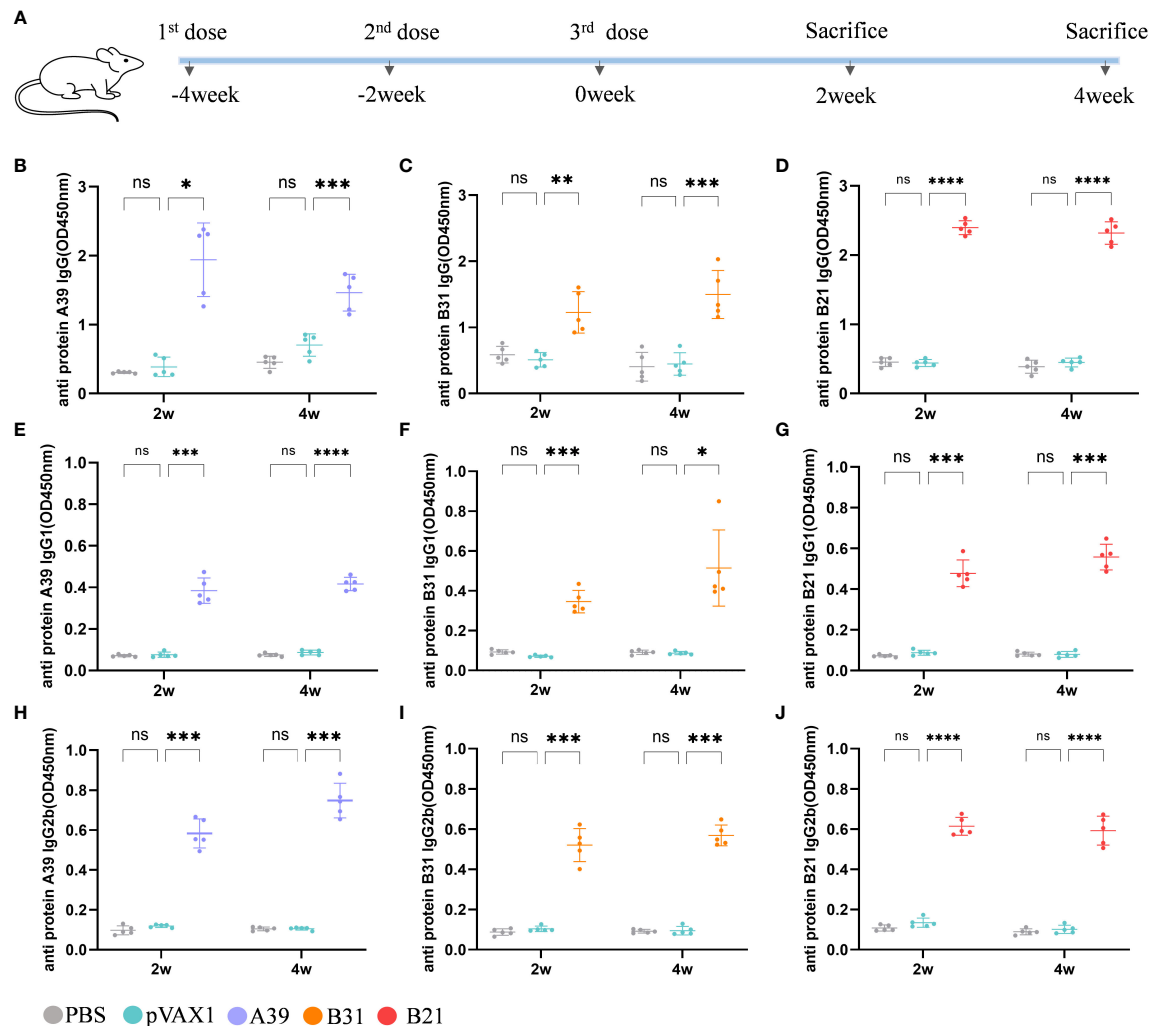 A
1st dose 2nd dose 3rd dose Sacrifice Sacrifice
-4week -2week 0week 2week 4week
B
anti protein A39 IgG(OD450nm)
3
2
1
0
ns * ns ***
2w 4w
C
anti protein B31 IgG(OD450nm)
3
2
1
0
ns ** ns ***
2w 4w
D
anti protein B21 IgG(OD450nm)
3
2
1
0
ns **** ns ****
2w 4w
E
anti protein A39 IgG1(OD450nm)
1.0
0.8
0.6
0.4
0.2
0.0
ns *** ns ****
2w 4w
F
anti protein B31 IgG1(OD450nm)
1.0
0.8
0.6
0.4
0.2
0.0
ns *** ns *
2w 4w
G
anti protein B21 IgG1(OD450nm)
1.0
0.8
0.6
0.4
0.2
0.0
ns *** ns ***
2w 4w
H
anti protein A39 IgG2b(OD450nm)
1.0
0.8
0.6
0.4
0.2
0.0
ns *** ns ***
2w 4w
I
anti protein B31 IgG2b(OD450nm)
1.0
0.8
0.6
0.4
0.2
0.0
ns *** ns ***
2w 4w
J
anti protein B21 IgG2b(OD450nm)
1.0
0.8
0.6
0.4
0.2
0.0
ns **** ns ****
2w 4w
PBS pVAX1 A39 B31 B21